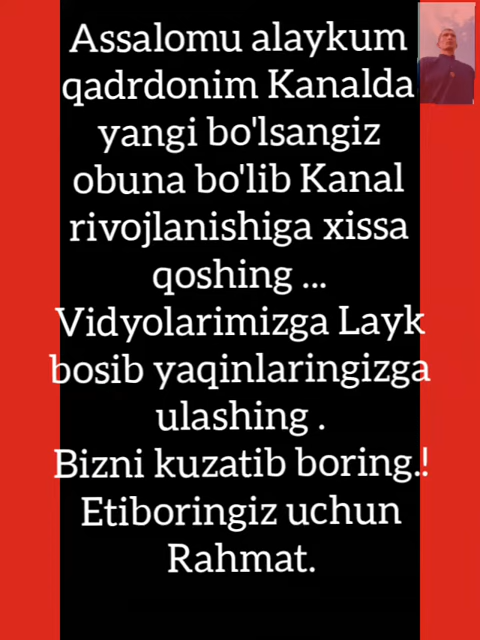 Assalomu alaykum
qadrdonim Kanalda
yangi bo'lsangiz
obuna bo'lib Kanal
rivojlanishiga xissa
qoshing ...
Vidyolarimizga Layk
bosib yaqinlaringizga
ulashing .
Bizni kuzatib boring.!
Etiboringiz uchun
Rahmat.